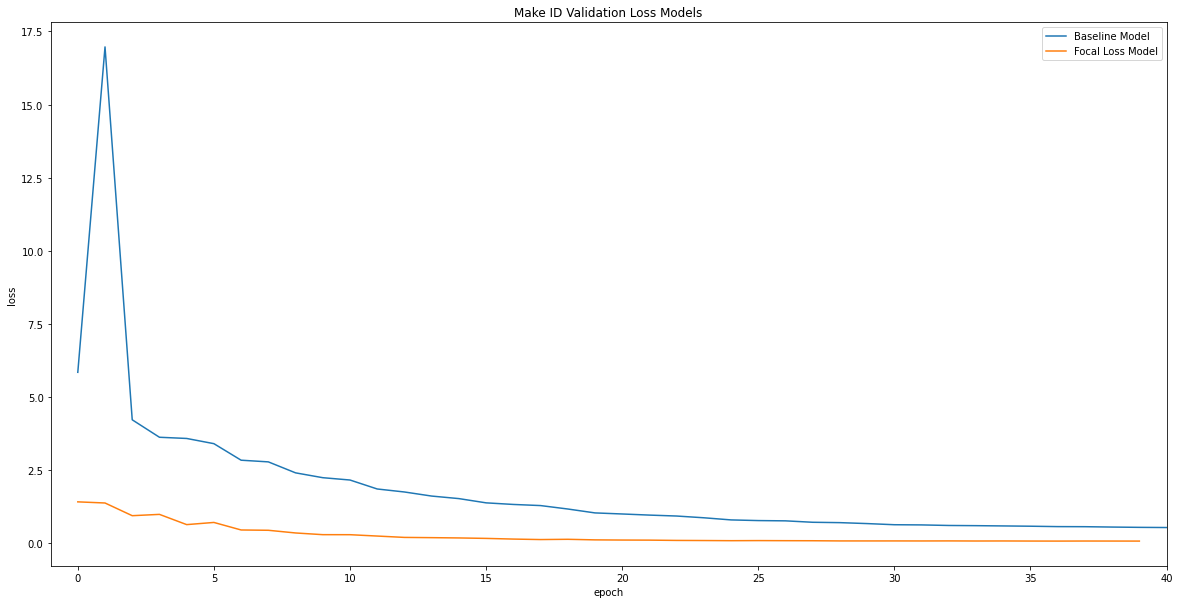 Make ID Validation Loss Models
Baseline Model
Focal Loss Model
17.5
15.0
12.5
10.0
7.5
5.0
2.5
0.0
loss
0 5 10 15 20 25 30 35 40
epoch